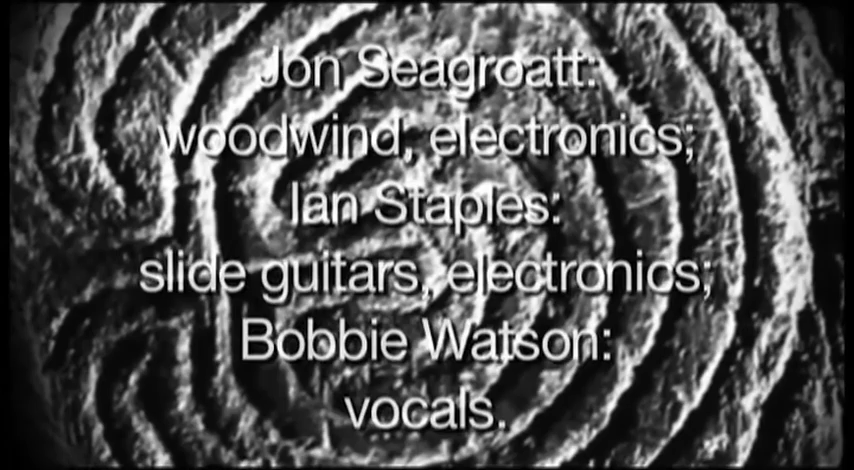 Jon Seagroatt:
woodwind, electronics;
Ian Staples:
slide guitars, electronics;
Bobbie Watson:
vocals.